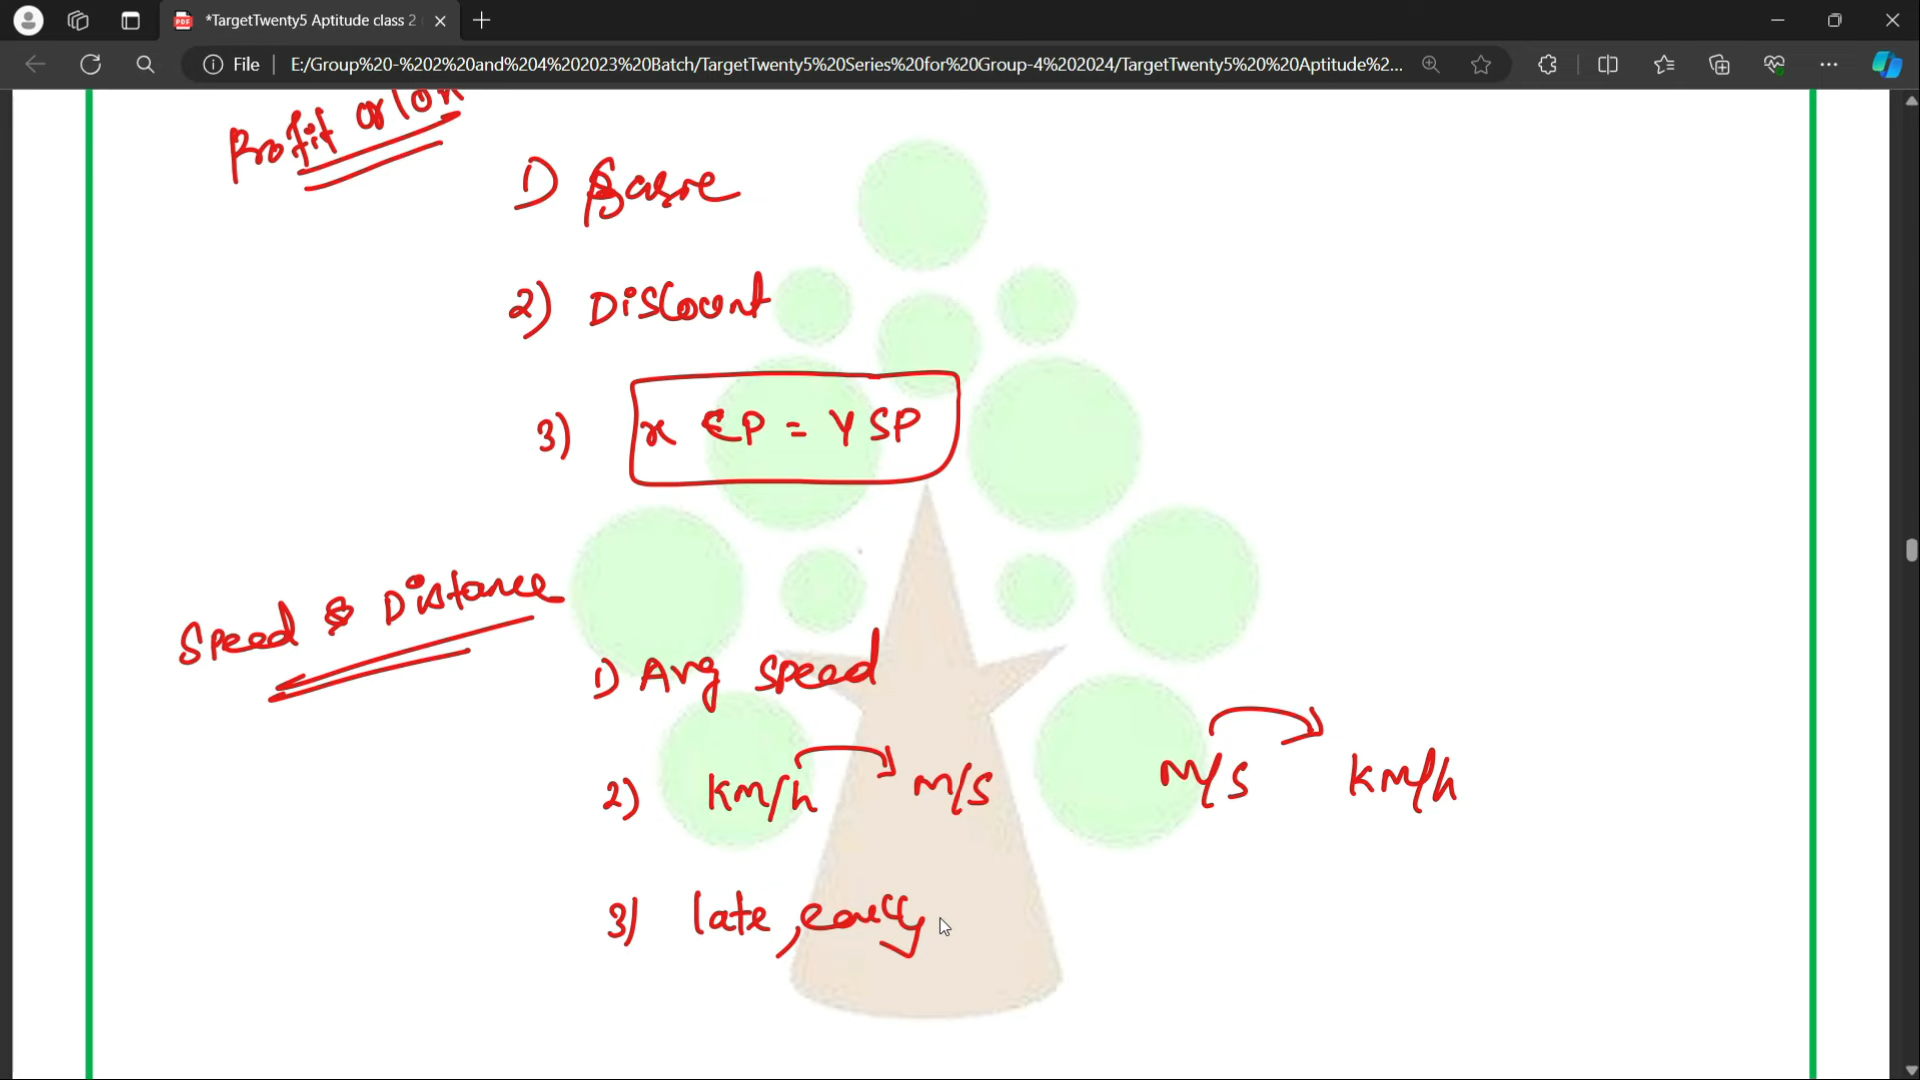 *TargetTwenty5 Aptitude class 2
File E:/Group%20-%202%20and%204%202023%20Batch/TargetTwenty5%20Series%20for%20Group-4%202024/TargetTwenty5%20%20Aptitude%2...
Profit or loss
1) Basic
2) Discount
3) x CP = Y SP
Speed & Distance
1) Avg speed
2) Km/h M/S M/S Km/h
3) late, early